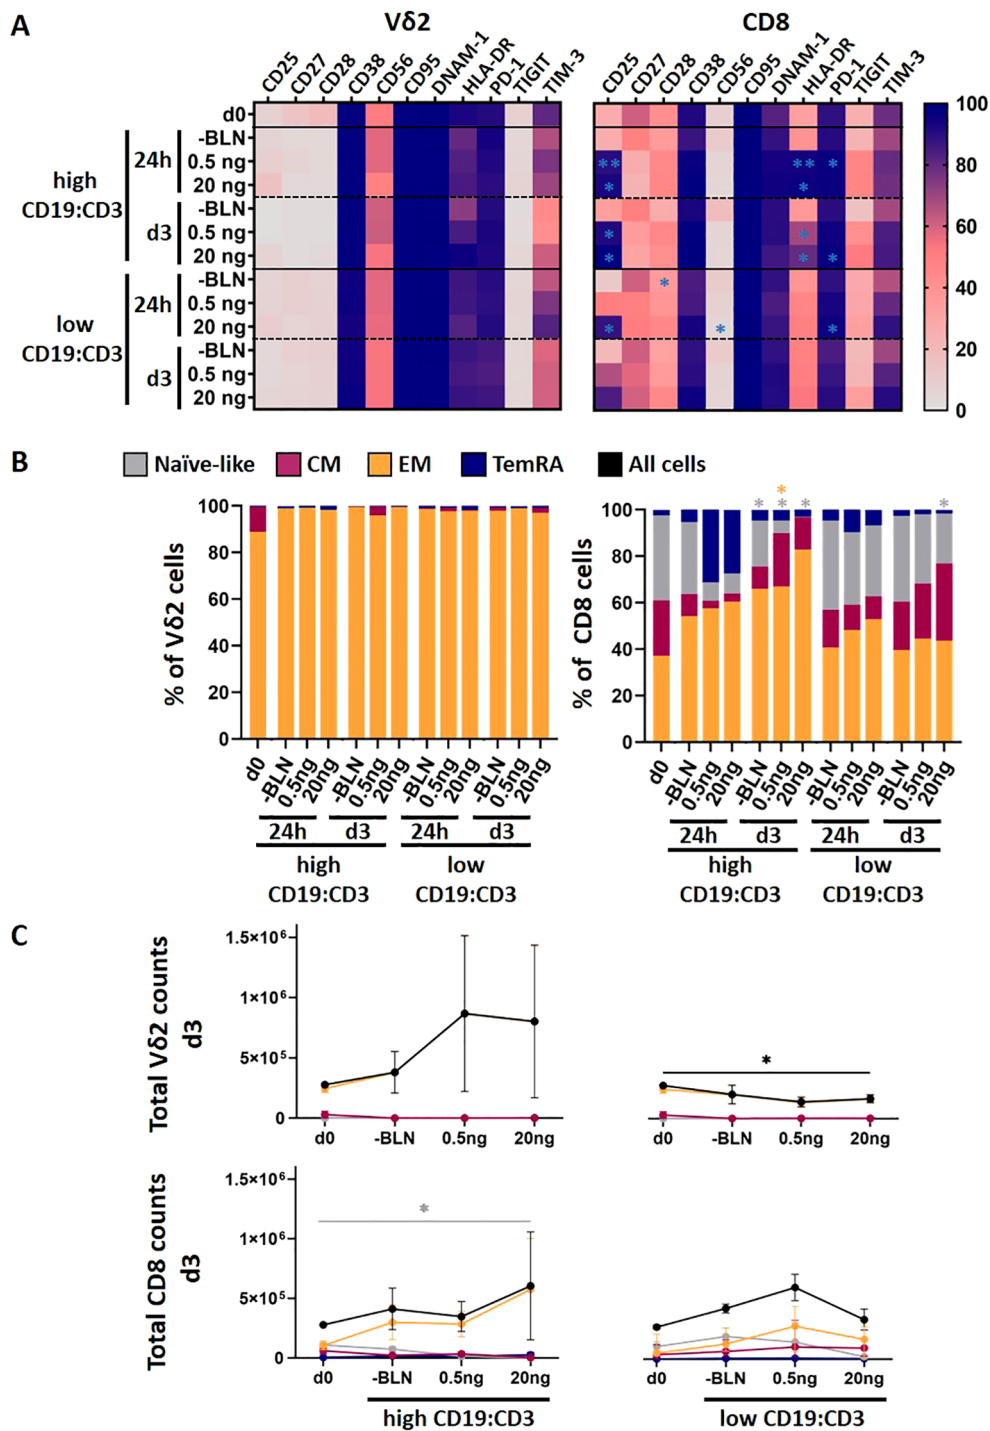 A
Vδ2
CD8
CD25 CD27 CD28 CD38 CD56 CD95 DNAM-1 HLA-DR PD-1 TIGIT TIM-3
CD25 CD27 CD28 CD38 CD56 CD95 DNAM-1 HLA-DR PD-1 TIGIT TIM-3
d0
high
CD19:CD3
24h
-BLN
0.5 ng
20 ng
d3
-BLN
0.5 ng
20 ng
low
CD19:CD3
24h
-BLN
0.5 ng
20 ng
d3
-BLN
0.5 ng
20 ng
** ** *
* *
* *
* * *
*
* * *
100
80
60
40
20
0
B
Naïve-like CM EM TemRA All cells
% of Vδ2 cells
100
80
60
40
20
0
d0 -BLN 0.5ng 20ng -BLN 0.5ng 20ng -BLN 0.5ng 20ng -BLN 0.5ng 20ng
24h d3 24h d3
high low
CD19:CD3 CD19:CD3
% of CD8 cells
*
* * * *
100
80
60
40
20
0
d0 -BLN 0.5ng 20ng -BLN 0.5ng 20ng -BLN 0.5ng 20ng -BLN 0.5ng 20ng
24h d3 24h d3
high low
CD19:CD3 CD19:CD3
C
Total Vδ2 counts
d3
1.5×10⁶
1×10⁶
5×10⁵
0
d0 -BLN 0.5ng 20ng
*
d0 -BLN 0.5ng 20ng
Total CD8 counts
d3
1.5×10⁶
1×10⁶
5×10⁵
0
*
d0 -BLN 0.5ng 20ng
high CD19:CD3
d0 -BLN 0.5ng 20ng
low CD19:CD3